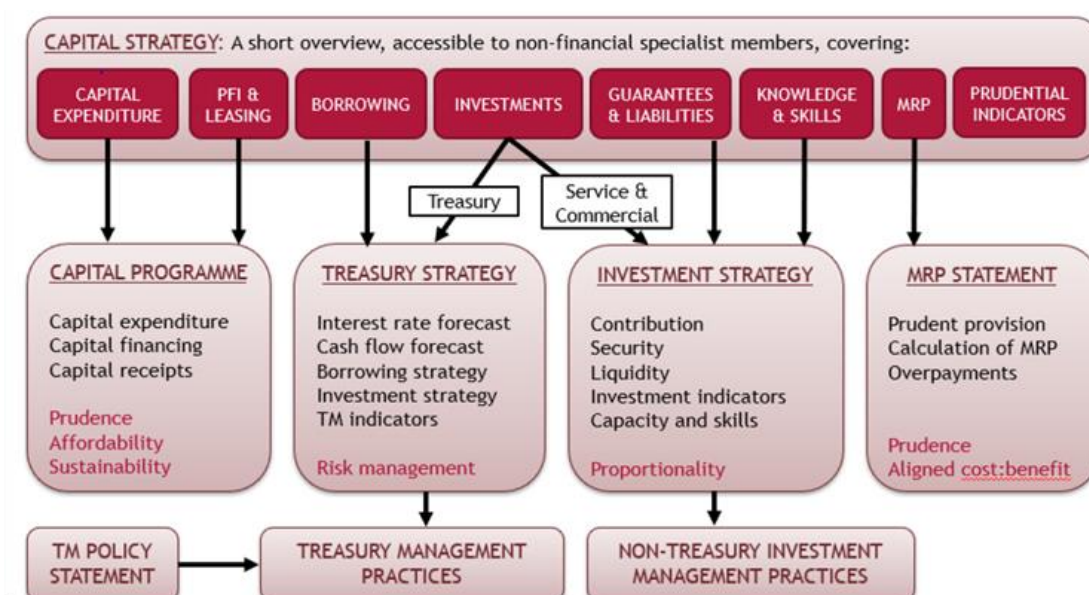 CAPITAL STRATEGY: A short overview, accessible to non-financial specialist members, covering:
CAPITAL
EXPENDITURE
PFI &
LEASING
BORROWING
INVESTMENTS
GUARANTEES
& LIABILITIES
KNOWLEDGE
& SKILLS
MRP
PRUDENTIAL
INDICATORS
Treasury
Service &
Commercial
CAPITAL PROGRAMME
Capital expenditure
Capital financing
Capital receipts
Prudence
Affordability
Sustainability
TREASURY STRATEGY
Interest rate forecast
Cash flow forecast
Borrowing strategy
Investment strategy
TM indicators
Risk management
INVESTMENT STRATEGY
Contribution
Security
Liquidity
Investment indicators
Capacity and skills
Proportionality
MRP STATEMENT
Prudent provision
Calculation of MRP
Overpayments
Prudence
Aligned cost:benefit
TM POLICY
STATEMENT
TREASURY MANAGEMENT
PRACTICES
NON-TREASURY INVESTMENT
MANAGEMENT PRACTICES